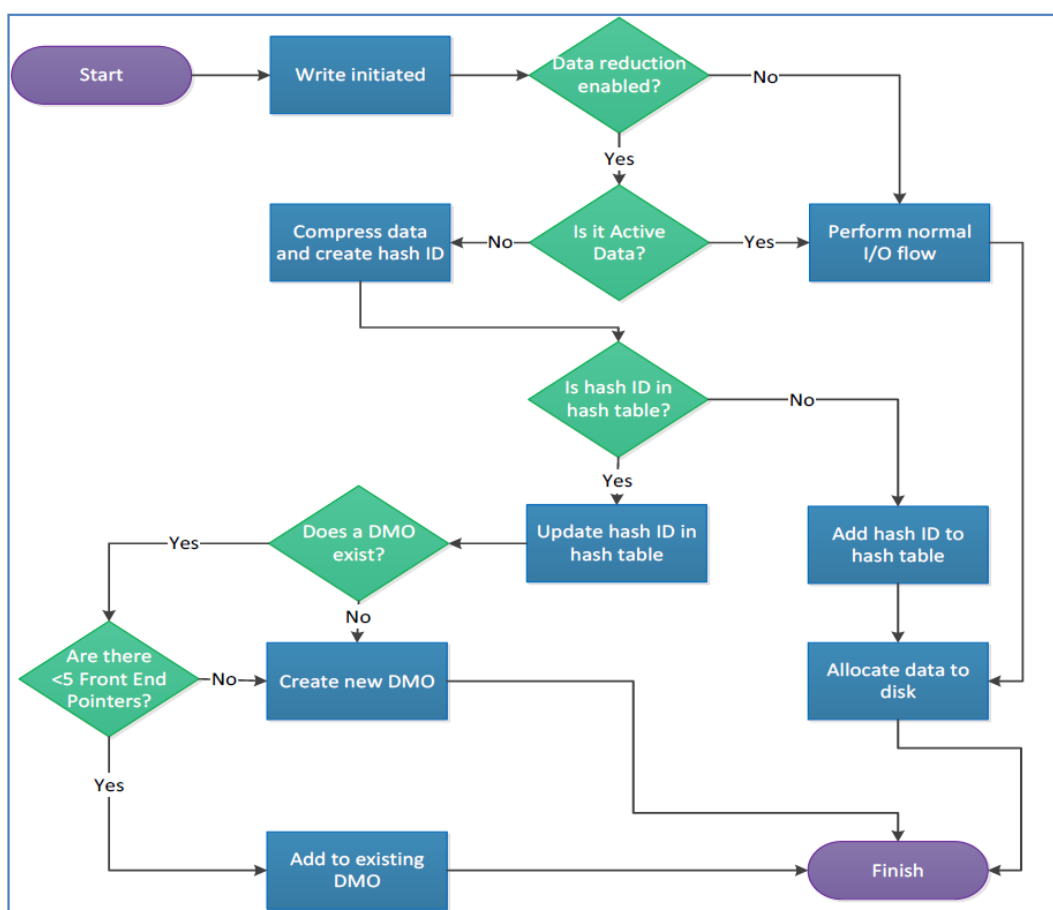 Start
Write initiated
Data reduction
enabled?
No
Yes
Compress data
and create hash ID
No
Is it Active
Data?
Yes
Perform normal
I/O flow
Is hash ID in
hash table?
No
Yes
Does a DMO
exist?
Yes
Update hash ID in
hash table
Add hash ID to
hash table
No
Are there
<5 Front End
Pointers?
No
Create new DMO
Allocate data to
disk
Yes
Add to existing
DMO
Finish